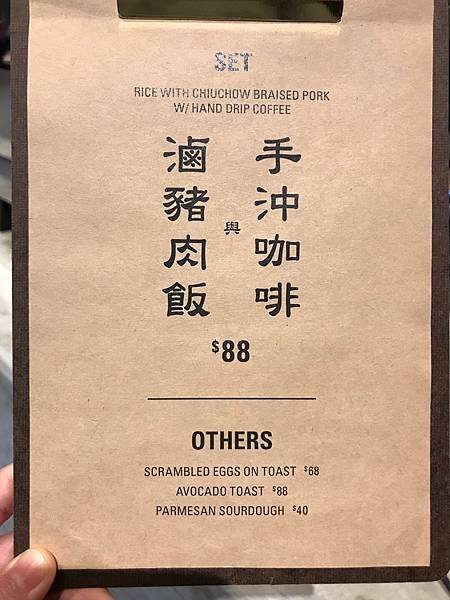 SET
RICE WITH CHIUCHOW BRAISED PORK
W/ HAND DRIP COFFEE
手沖咖啡
與
滷豬肉飯
$88
OTHERS
SCRAMBLED EGGS ON TOAST $68
AVOCADO TOAST $88
PARMESAN SOURDOUGH $40